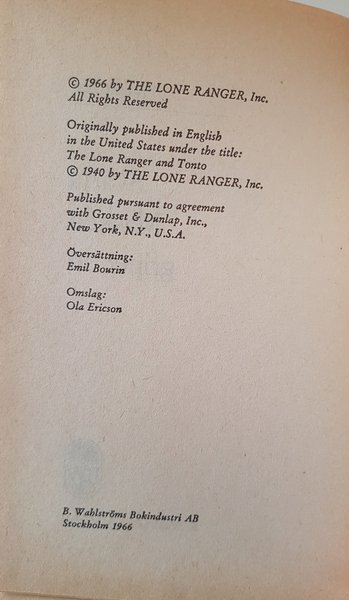 © 1966 by THE LONE RANGER, Inc.
All Rights Reserved
Originally published in English
in the United States under the title:
The Lone Ranger and Tonto
© 1940 by THE LONE RANGER, Inc.
Published pursuant to agreement
with Grosset & Dunlap, Inc.,
New York, N.Y., U.S.A.
Översättning:
Emil Bourin
Omslag:
Ola Ericson
B. Wahlströms Bokindustri AB
Stockholm 1966